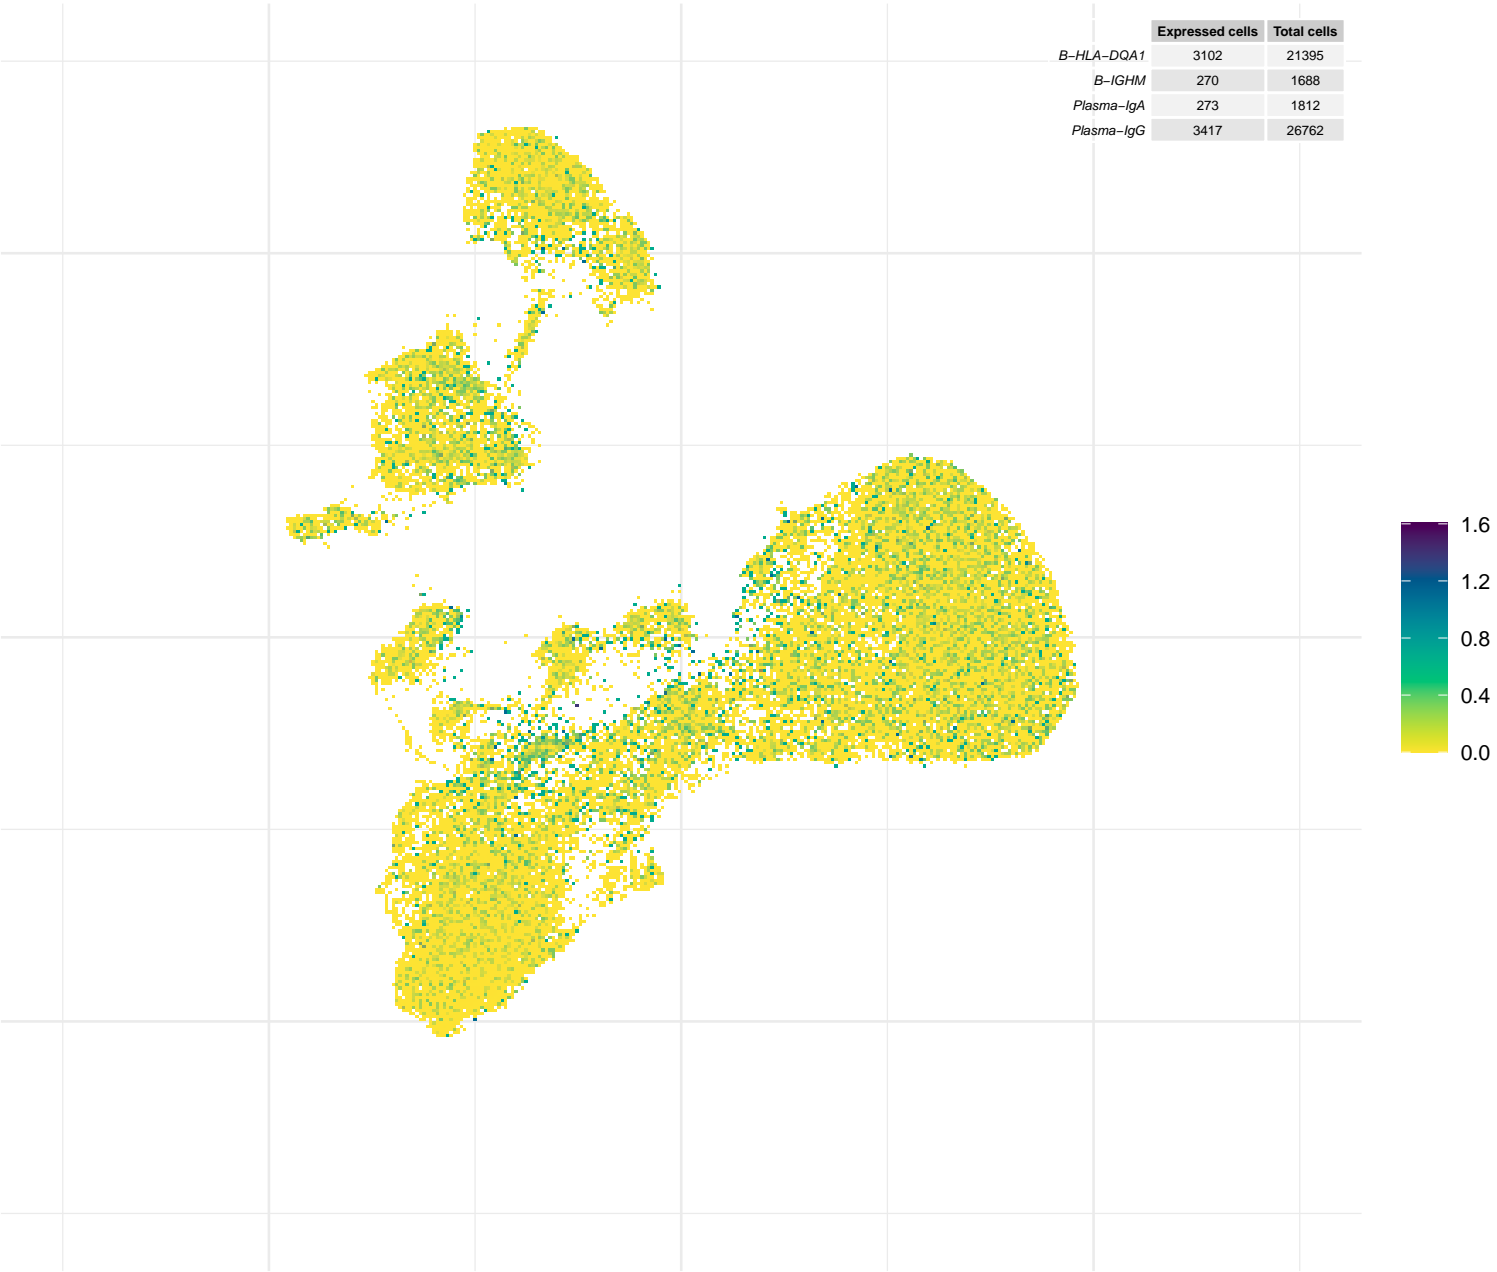 Expressed cells Total cells
B−HLA−DQA1 3102 21395
B−IGHM 270 1688
Plasma−IgA 273 1812
Plasma−IgG 3417 26762
1.6
1.2
0.8
0.4
0.0